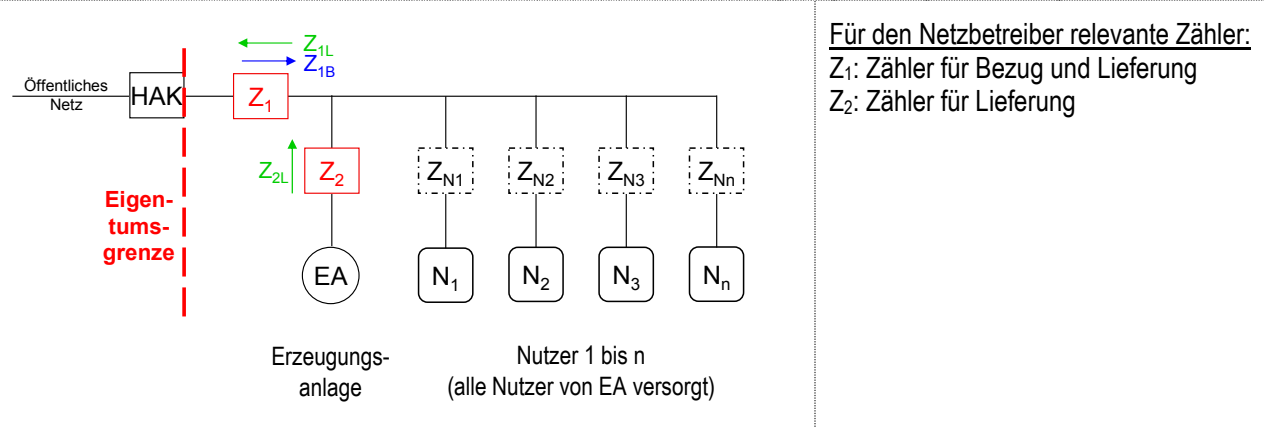 Z1L
Z1B
Öffentliches
Netz
HAK
Z1
Z2L
Z2
ZN1
ZN2
ZN3
ZNn
Eigen-
tums-
grenze
EA
N1
N2
N3
Nn
Erzeugungs-
anlage
Nutzer 1 bis n
(alle Nutzer von EA versorgt)
Für den Netzbetreiber relevante Zähler:
Z1: Zähler für Bezug und Lieferung
Z2: Zähler für Lieferung